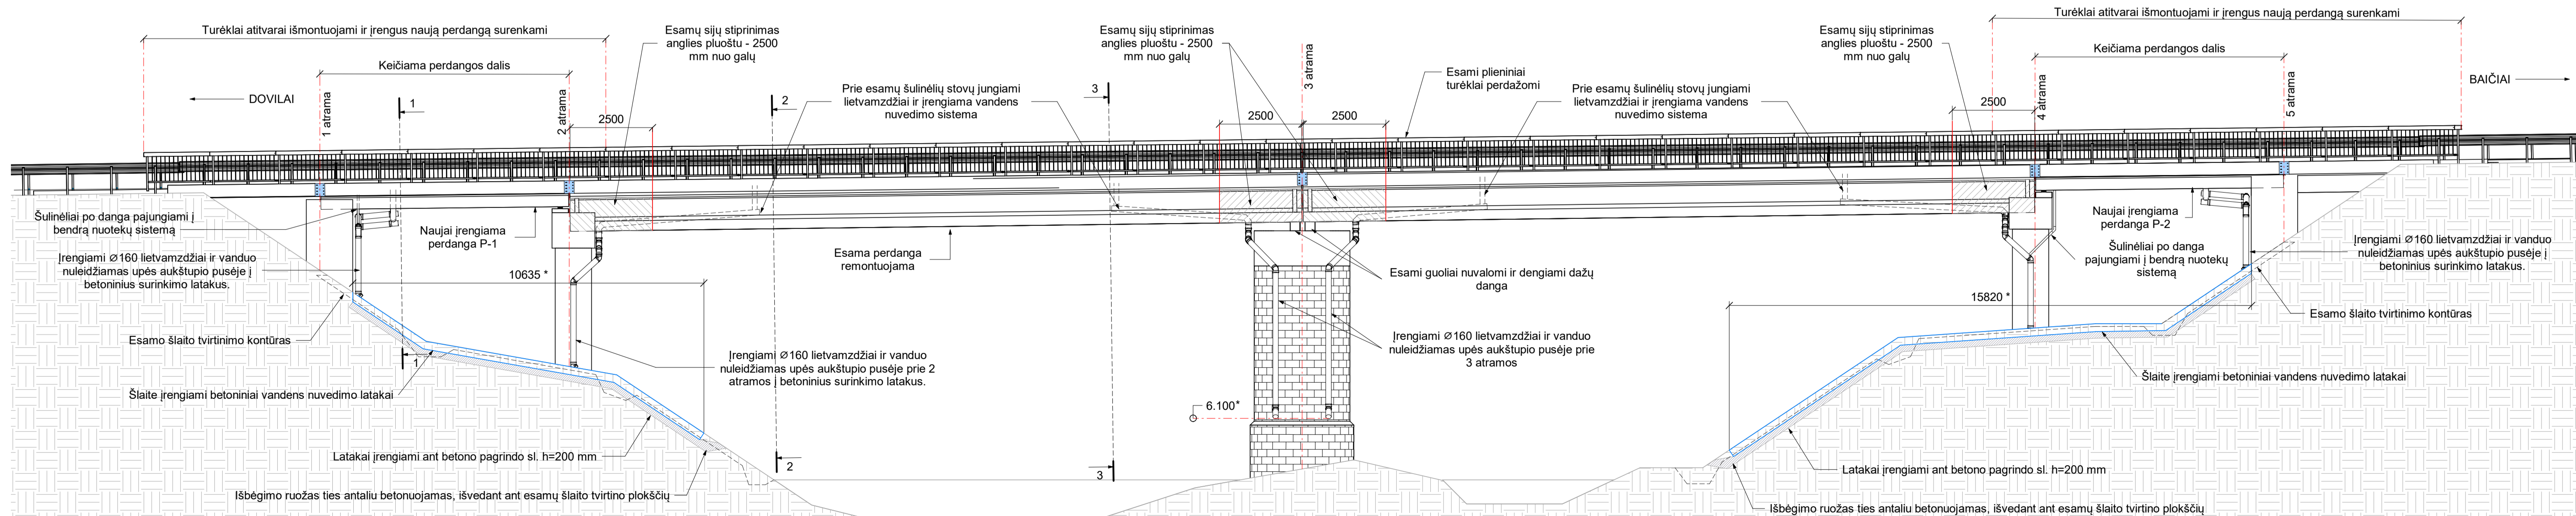 Turėklai atitvarai išmontuojami ir įrengus naują perdangą surenkami
Keičiama perdangos dalis
DOVILAI
1 atrama
1
2 atrama
2500
Esamų sijų stiprinimas
anglies pluoštu - 2500
mm nuo galų
2
Prie esamų šulinėlių stovų jungiami
lietvamzdžiai ir įrengiama vandens
nuvedimo sistema
3
Esamų sijų stiprinimas
anglies pluoštu - 2500
mm nuo galų
2500
3 atrama
2500
Esami plieniniai
turėklai perdažomi
Prie esamų šulinėlių stovų jungiami
lietvamzdžiai ir įrengiama vandens
nuvedimo sistema
Esamų sijų stiprinimas
anglies pluoštu - 2500
mm nuo galų
2500
Turėklai atitvarai išmontuojami ir įrengus naują perdangą surenkami
Keičiama perdangos dalis
4 atrama
5 atrama
BAIČIAI
Šulinėliai po danga pajungiami į
bendrą nuotekų sistemą
Įrengiami Ø160 lietvamzdžiai ir vanduo
nuleidžiamas upės aukštupio pusėje į
betoninius surinkimo latakus.
Esamo šlaito tvirtinimo kontūras
Šlaite įrengiami betoniniai vandens nuvedimo latakai
1
Naujai įrengiama
perdanga P-1
10635 *
Įrengiami Ø160 lietvamzdžiai ir vanduo
nuleidžiamas upės aukštupio pusėje prie 2
atramos į betoninius surinkimo latakus.
Latakai įrengiami ant betono pagrindo sl. h=200 mm
Išbėgimo ruožas ties antaliu betonuojamas, išvedant ant esamų šlaito tvirtino plokščių
2
3
Esama perdanga
remontuojama
6.100*
Esami guoliai nuvalomi ir dengiami dažų
danga
Įrengiami Ø160 lietvamzdžiai ir vanduo
nuleidžiamas upės aukštupio pusėje prie
3 atramos
Naujai įrengiama
perdanga P-2
Šulinėliai po danga
pajungiami į bendrą nuotekų
sistemą
15820 *
Įrengiami Ø160 lietvamzdžiai ir vanduo
nuleidžiamas upės aukštupio pusėje į
betoninius surinkimo latakus.
Esamo šlaito tvirtinimo kontūras
Šlaite įrengiami betoniniai vandens nuvedimo latakai
Latakai įrengiami ant betono pagrindo sl. h=200 mm
Išbėgimo ruožas ties antaliu betonuojamas, išvedant ant esamų šlaito tvirtino plokščių